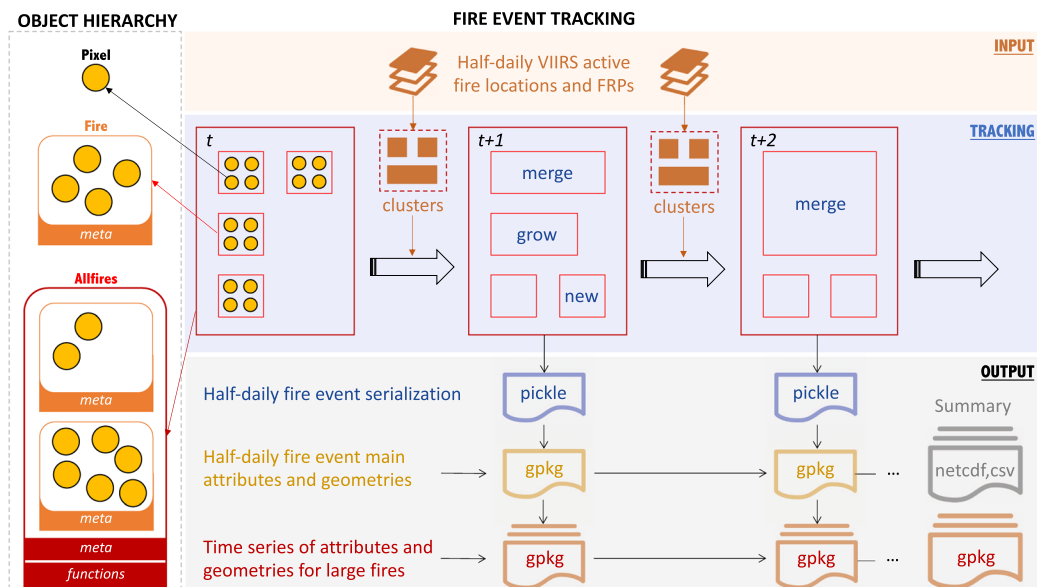 OBJECT HIERARCHY
FIRE EVENT TRACKING
Pixel
Fire
meta
Allfires
meta
meta
meta
functions
INPUT
Half-daily VIIRS active
fire locations and FRPs
TRACKING
t
clusters
t+1
merge
grow
new
clusters
t+2
merge
OUTPUT
Half-daily fire event serialization
pickle
pickle
Summary
Half-daily fire event main
attributes and geometries
gpkg
gpkg
...
netcdf,csv
Time series of attributes and
geometries for large fires
gpkg
gpkg
...
gpkg